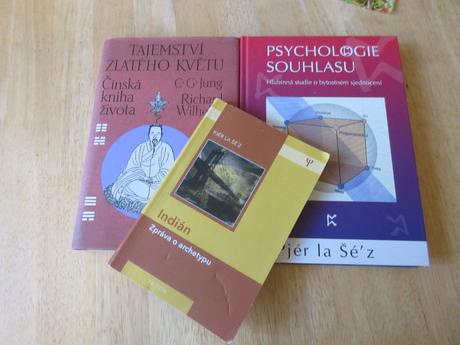 TAJEMSTVÍ
ZLATÉHO KVĚTU
Čínská
kniha
života
C·G·Jung
Richard
PSYCHOLOGIE
SOUHLASU
Hlubinná studie o bytostném sjednocení
Pjér la Šé'z
PJÉR LA ŠÉ'Z
Ψ
Indián
Zpráva o archetypu
TRITON